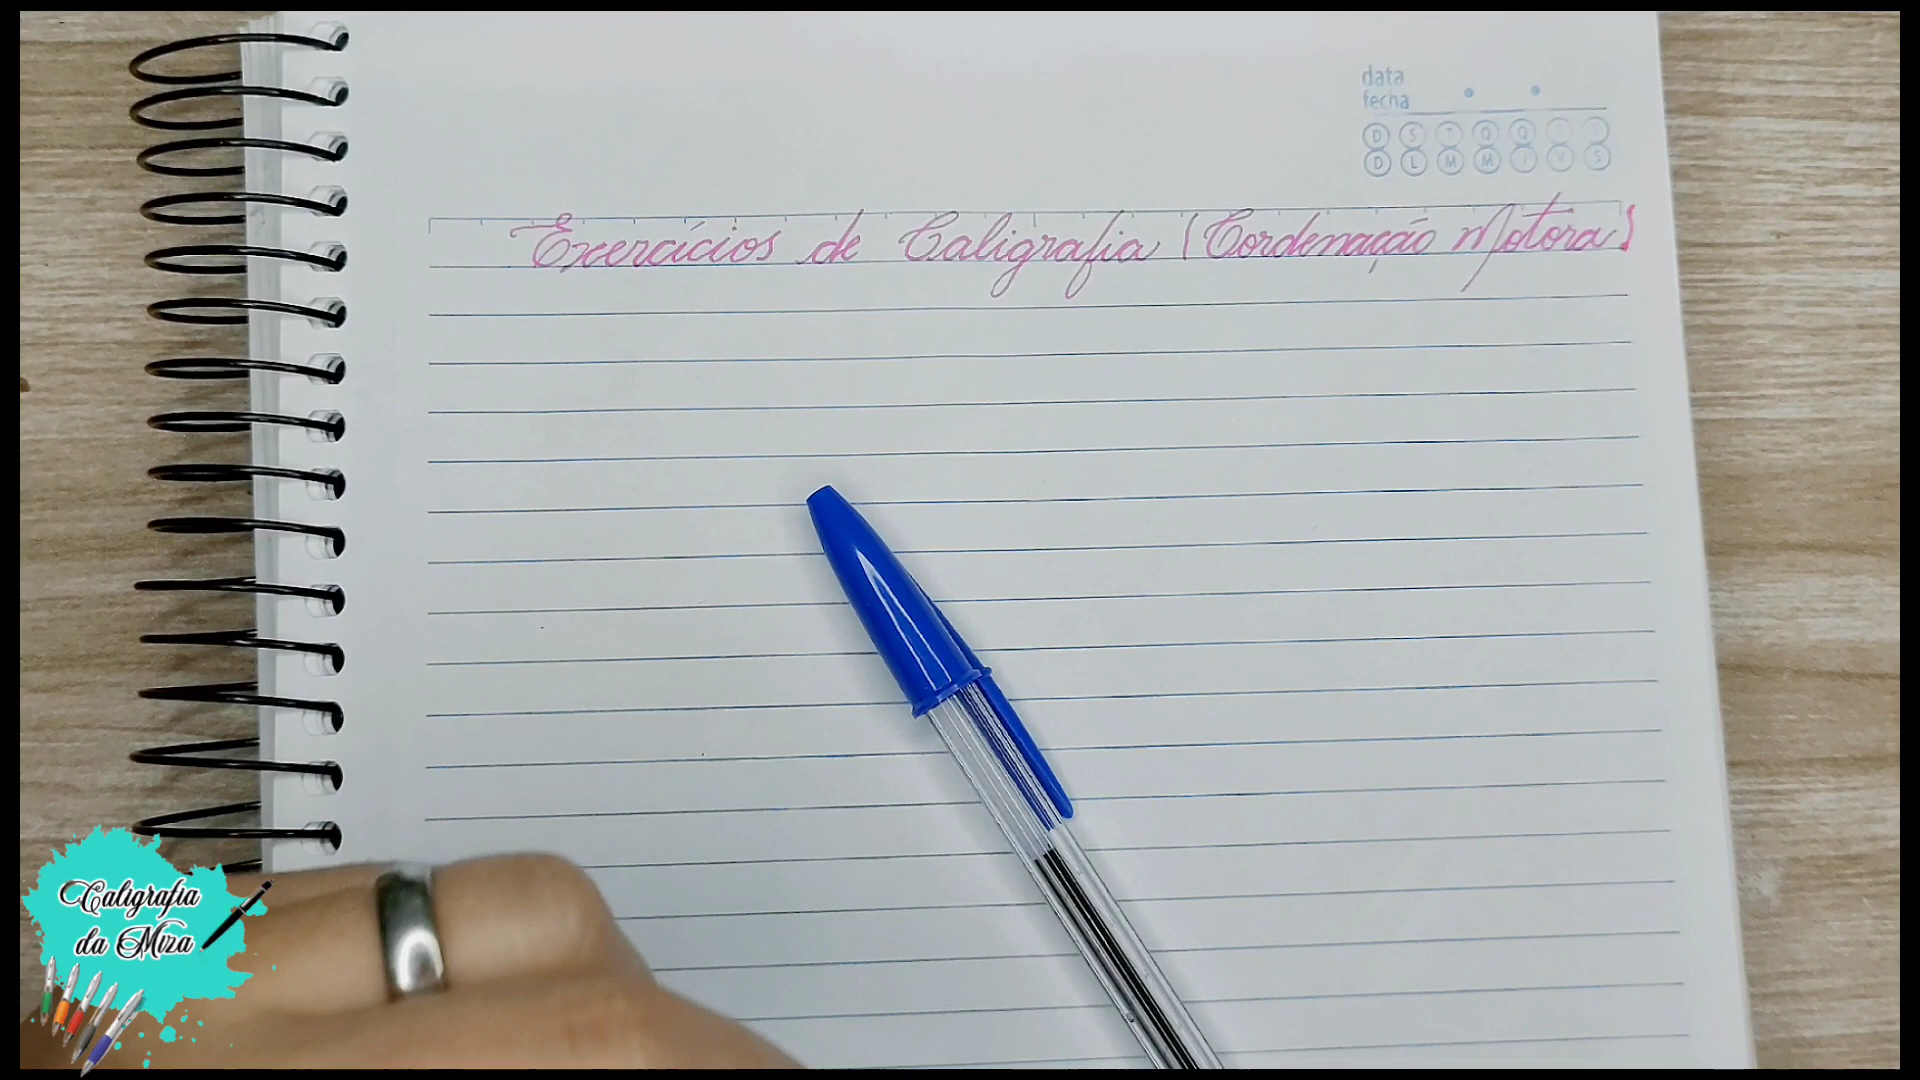 data
fecha
D S T Q Q S S
D L M M J V S
Exercícios de Caligrafia (Cordenação Motora)
Caligrafia
da Miza